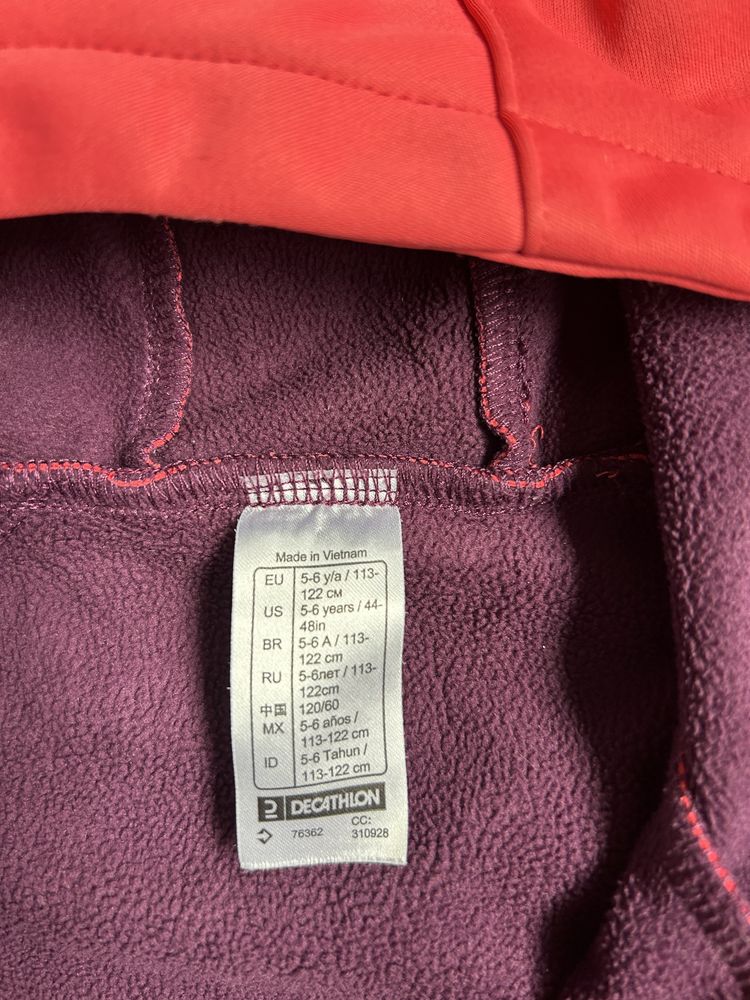 Made in Vietnam
EU 5-6 y/a / 113-
122 CM
US 5-6 years / 44-
48in
BR 5-6 A / 113-
122 cm
RU 5-6лет / 113-
122cm
中国 120/60
MX 5-6 años /
113-122 cm
ID 5-6 Tahun /
113-122 cm
DECATHLON
76362 CC:
310928